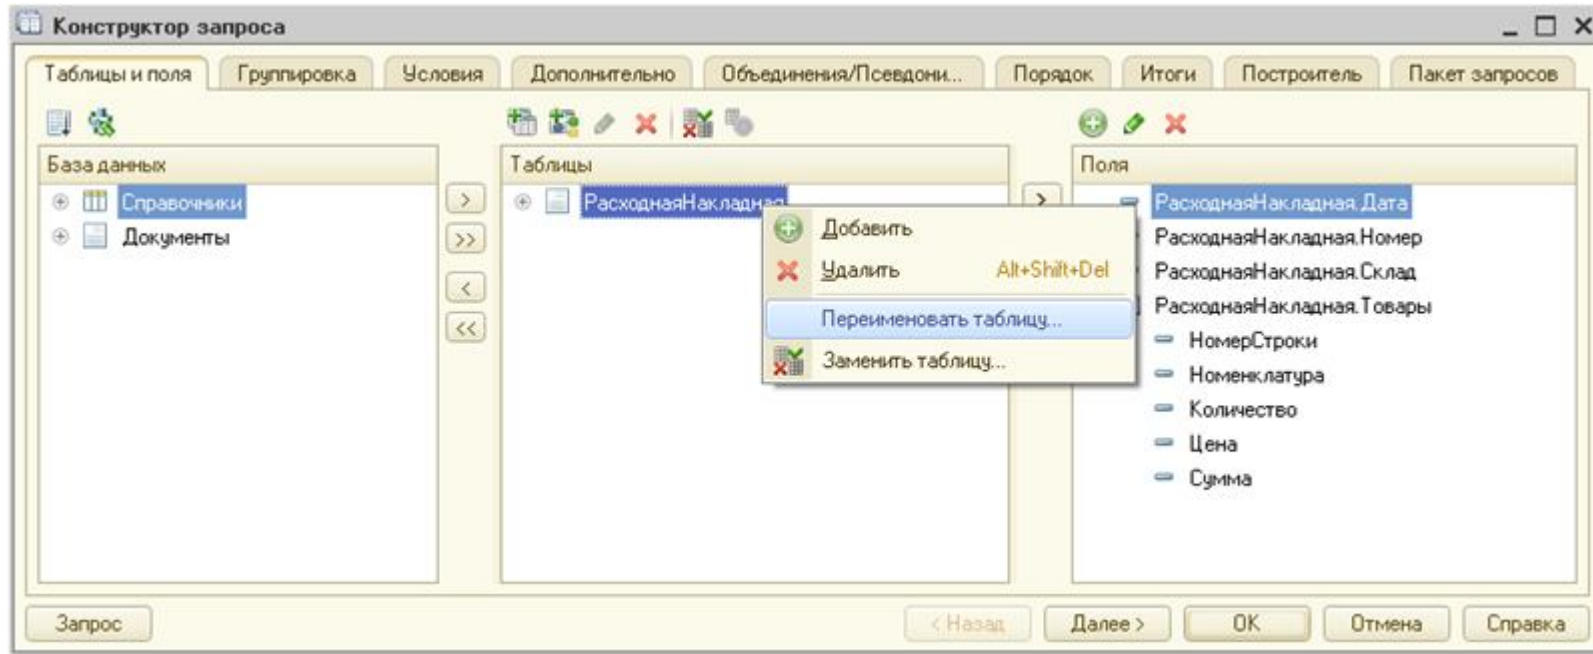 Конструктор запроса
Таблицы и поля Группировка Условия Дополнительно Объединения/Псевдони... Порядок Итоги Построитель Пакет запросов
База данных
Справочники
Документы
Таблицы
РасходнаяНакладная
Добавить
Удалить Alt+Shift+Del
Переименовать таблицу...
Заменить таблицу...
Поля
РасходнаяНакладная.Дата
РасходнаяНакладная.Номер
РасходнаяНакладная.Склад
РасходнаяНакладная.Товары
НомерСтроки
Номенклатура
Количество
Цена
Сумма
> 
>>
<
<<
>
Запрос < Назад Далее > OK Отмена Справка